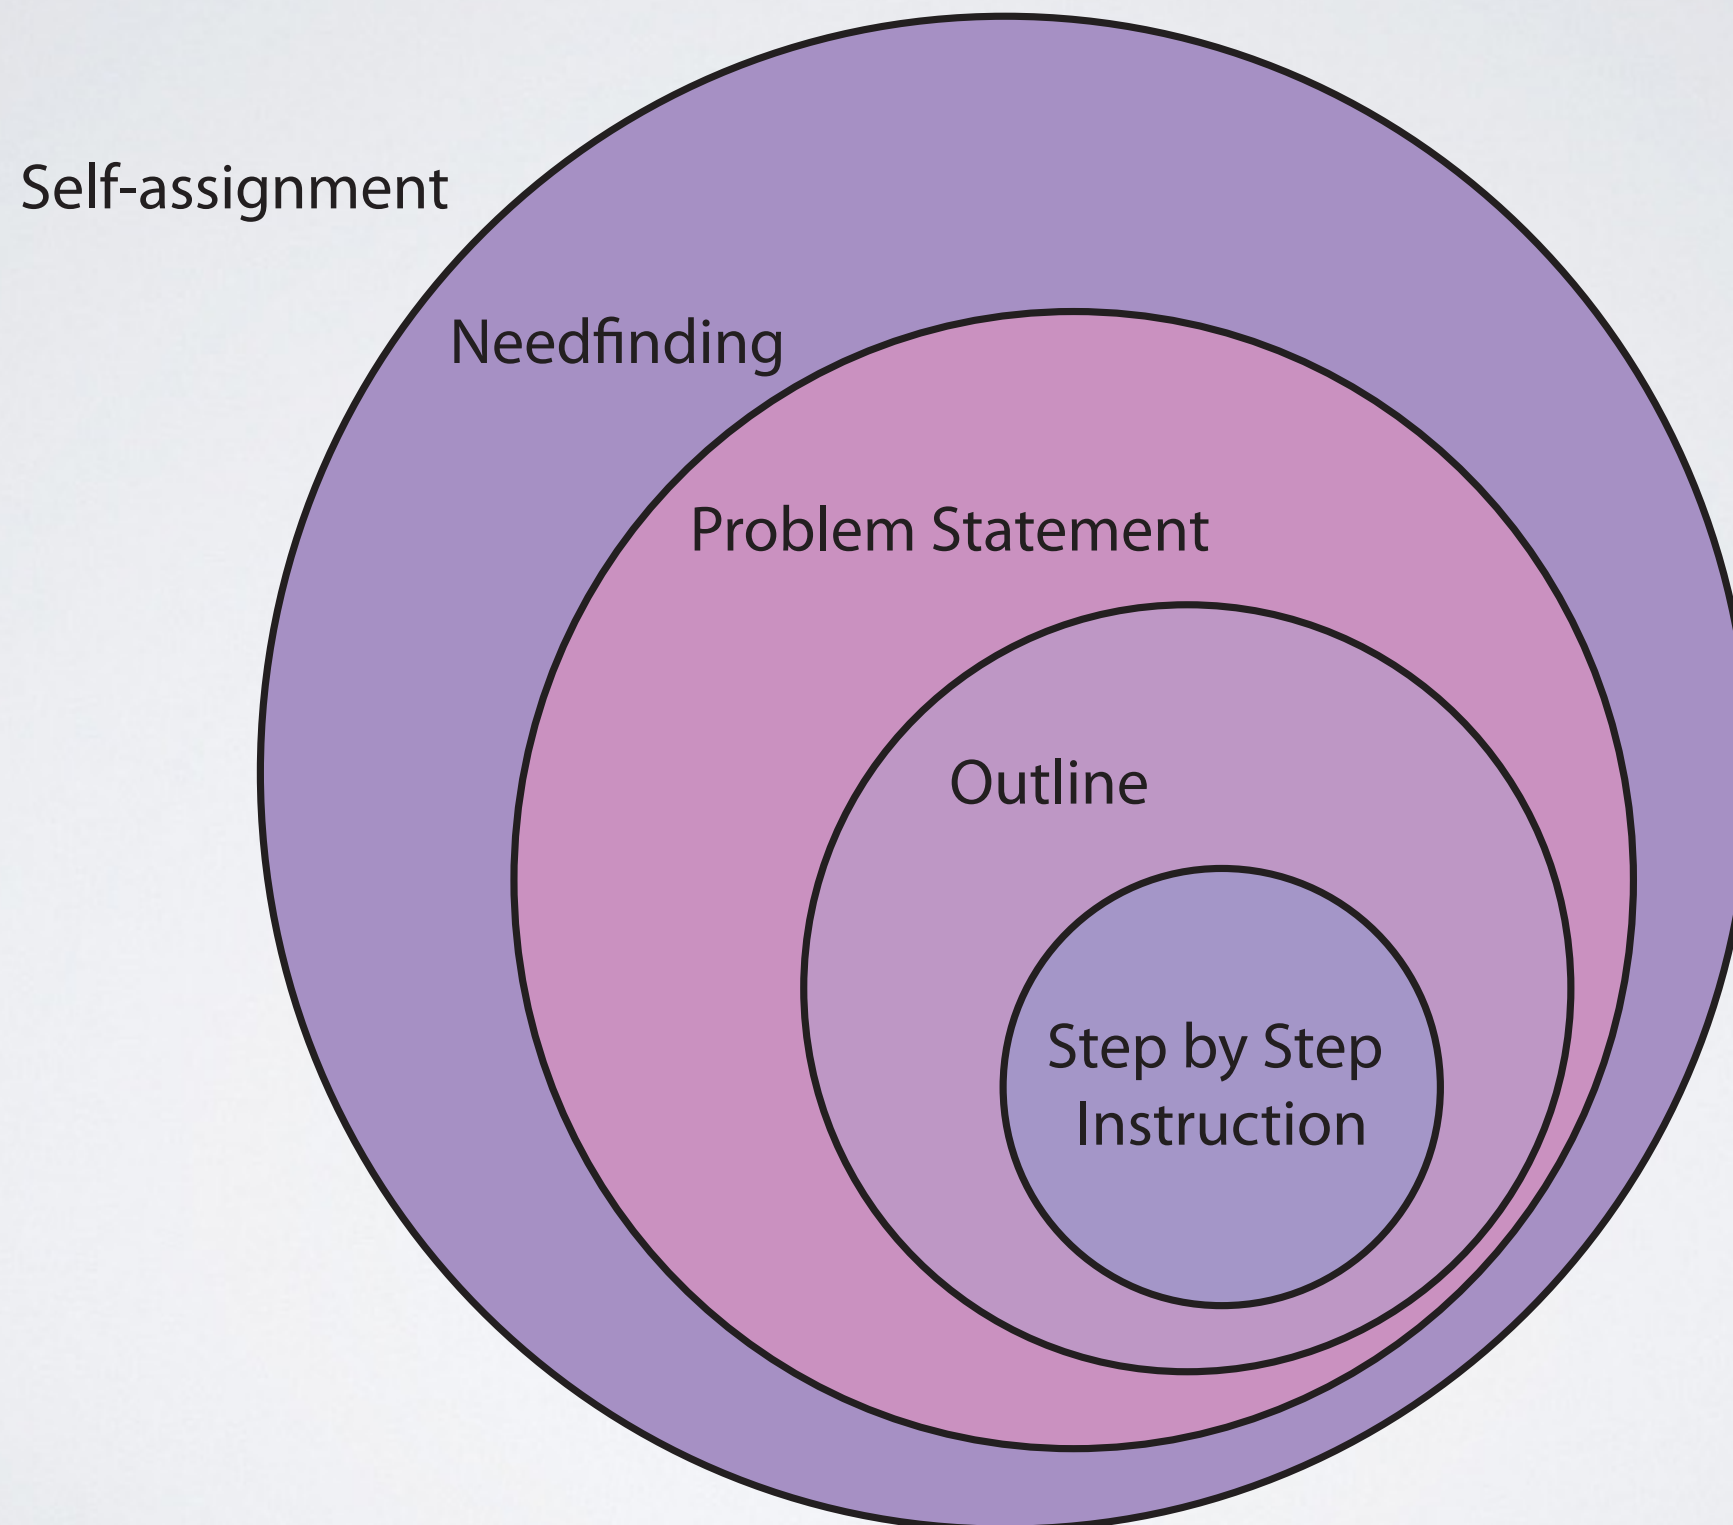 Self-assignment
Needfinding
Problem Statement
Outline
Step by Step
Instruction